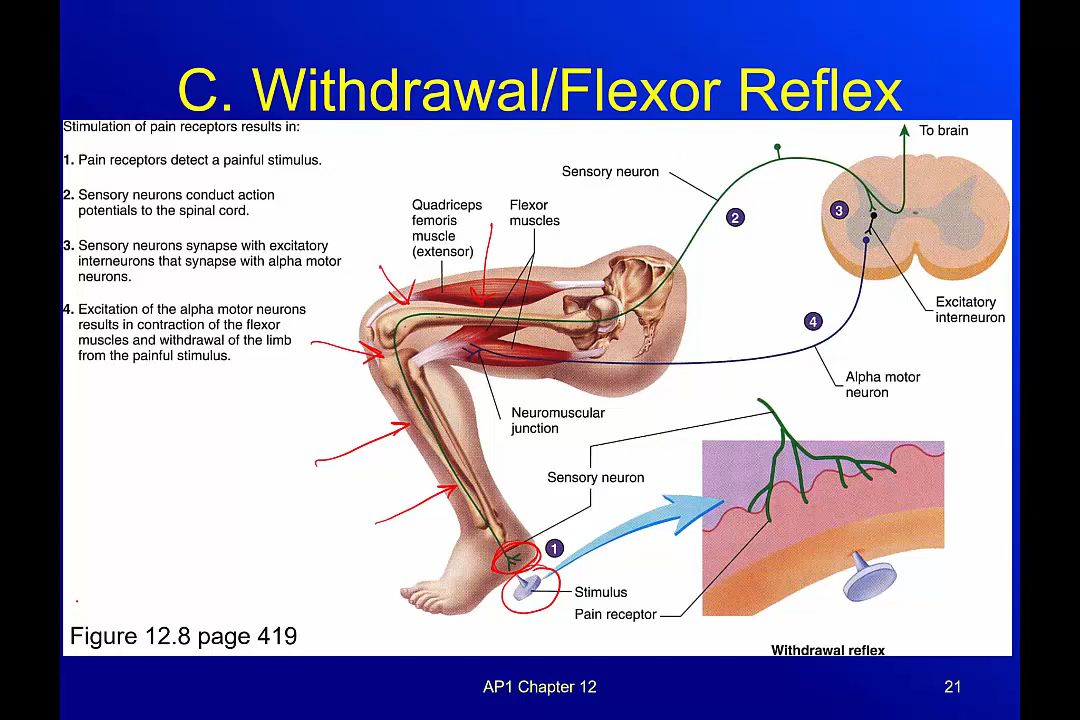 C. Withdrawal/Flexor Reflex
Stimulation of pain receptors results in:
1. Pain receptors detect a painful stimulus.
2. Sensory neurons conduct action
potentials to the spinal cord.
3. Sensory neurons synapse with excitatory
interneurons that synapse with alpha motor
neurons.
4. Excitation of the alpha motor neurons
results in contraction of the flexor
muscles and withdrawal of the limb
from the painful stimulus.
Quadriceps
femoris
muscle
(extensor)
Flexor
muscles
Sensory neuron
2
To brain
3
Excitatory
interneuron
4
Alpha motor
neuron
Neuromuscular
junction
Sensory neuron
1
Stimulus
Pain receptor
Withdrawal reflex
Figure 12.8 page 419
AP1 Chapter 12
21